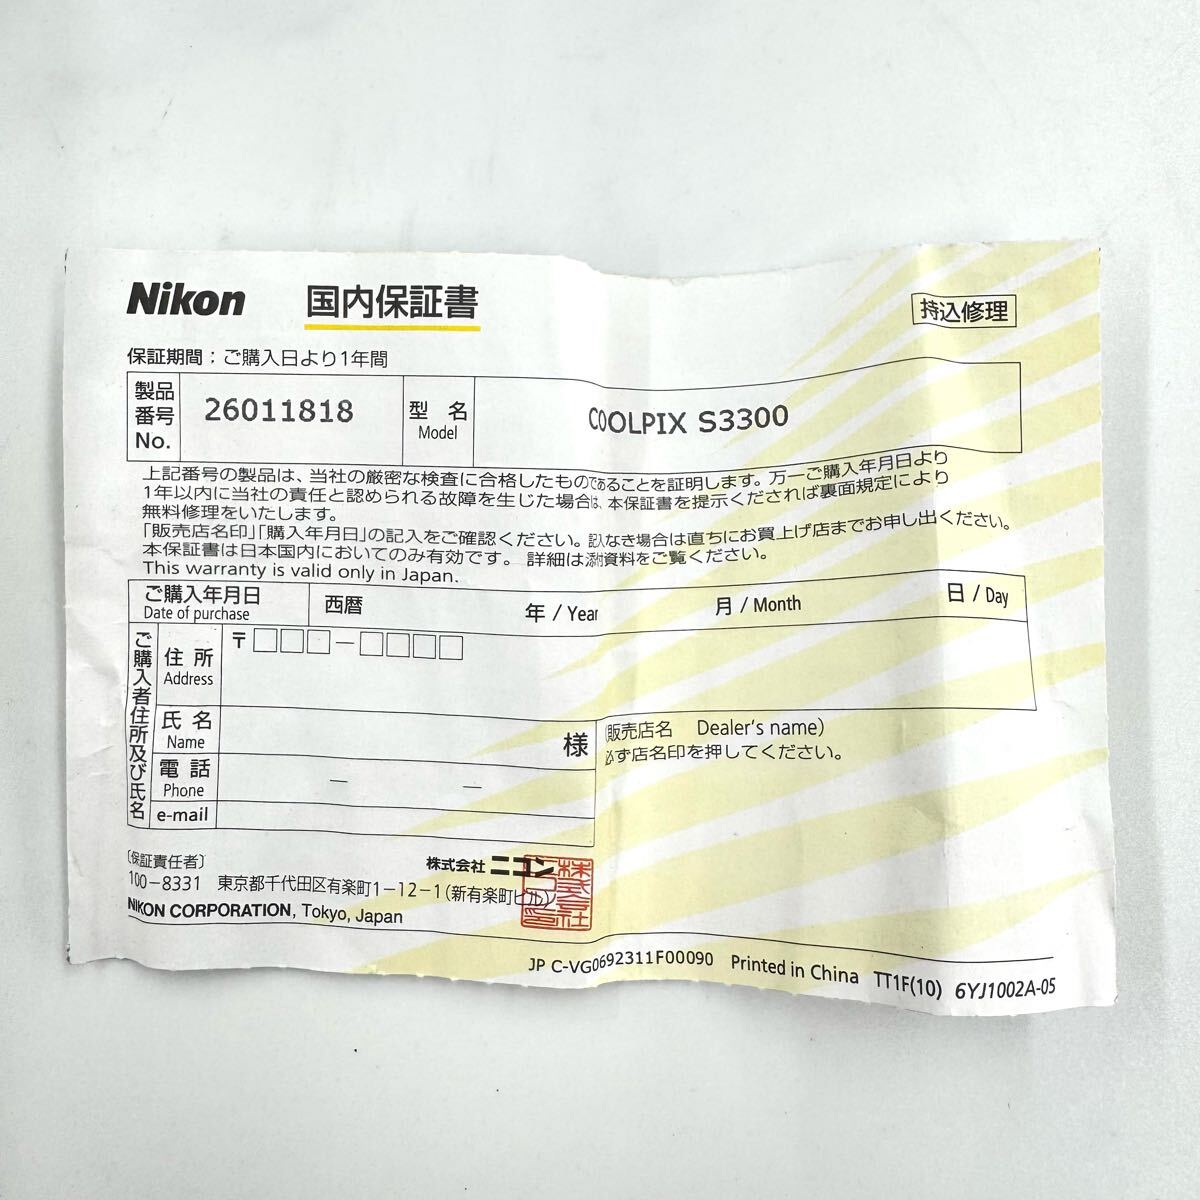 Nikon 国内保証書 持込修理
保証期間：ご購入日より1年間
製品番号 No. 26011818 型名 Model COOLPIX S3300
上記番号の製品は、当社の厳密な検査に合格したものであることを証明します。万一ご購入年月日より
1年以内に当社の責任と認められる故障を生じた場合は、本保証書を提示くだされば裏面規定により
無料修理をいたします。
「販売店名印」「購入年月日」の記入をご確認ください。記入なき場合は直ちにお買上げ店までお申し出ください。
本保証書は日本国内においてのみ有効です。 詳細は添付資料をご覧ください。
This warranty is valid only in Japan.
ご購入年月日 Date of purchase 西暦 年 / Year 月 / Month 日 / Day
ご購入者住所及び氏名
住所 Address 〒□□□－□□□□
氏名 Name 様
電話 Phone — —
e-mail
(販売店名 Dealer's name)
必ず店名印を押してください。
〔保証責任者〕 株式会社 ニコン
100－8331 東京都千代田区有楽町1－12－1（新有楽町ビル）
NIKON CORPORATION, Tokyo, Japan
JP C-VG0692311F00090 Printed in China TT1F(10) 6YJ1002A-05